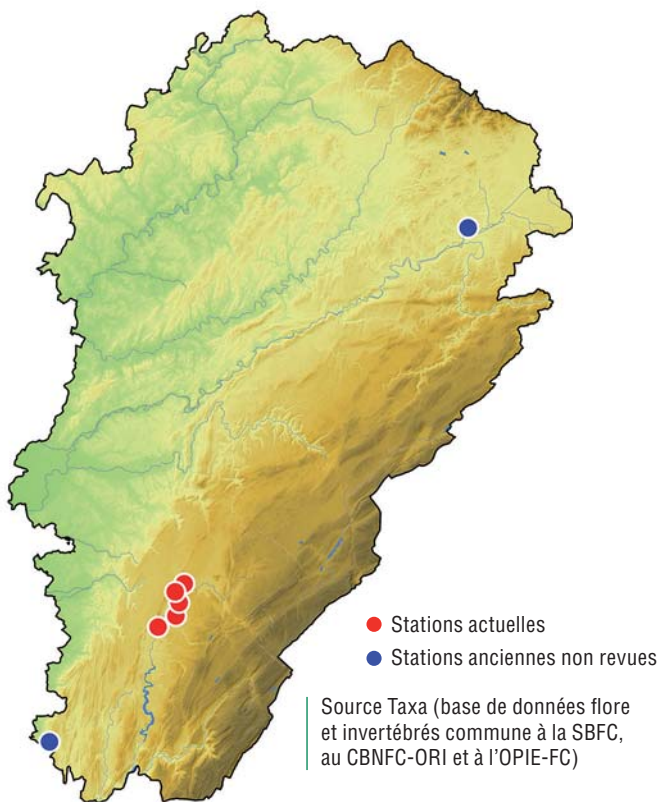 Stations actuelles
Stations anciennes non revues
Source Taxa (base de données flore
et invertébrés commune à la SBFC,
au CBNFC-ORI et à l’OPIE-FC)